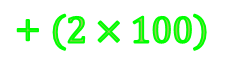 + (2 × 100)